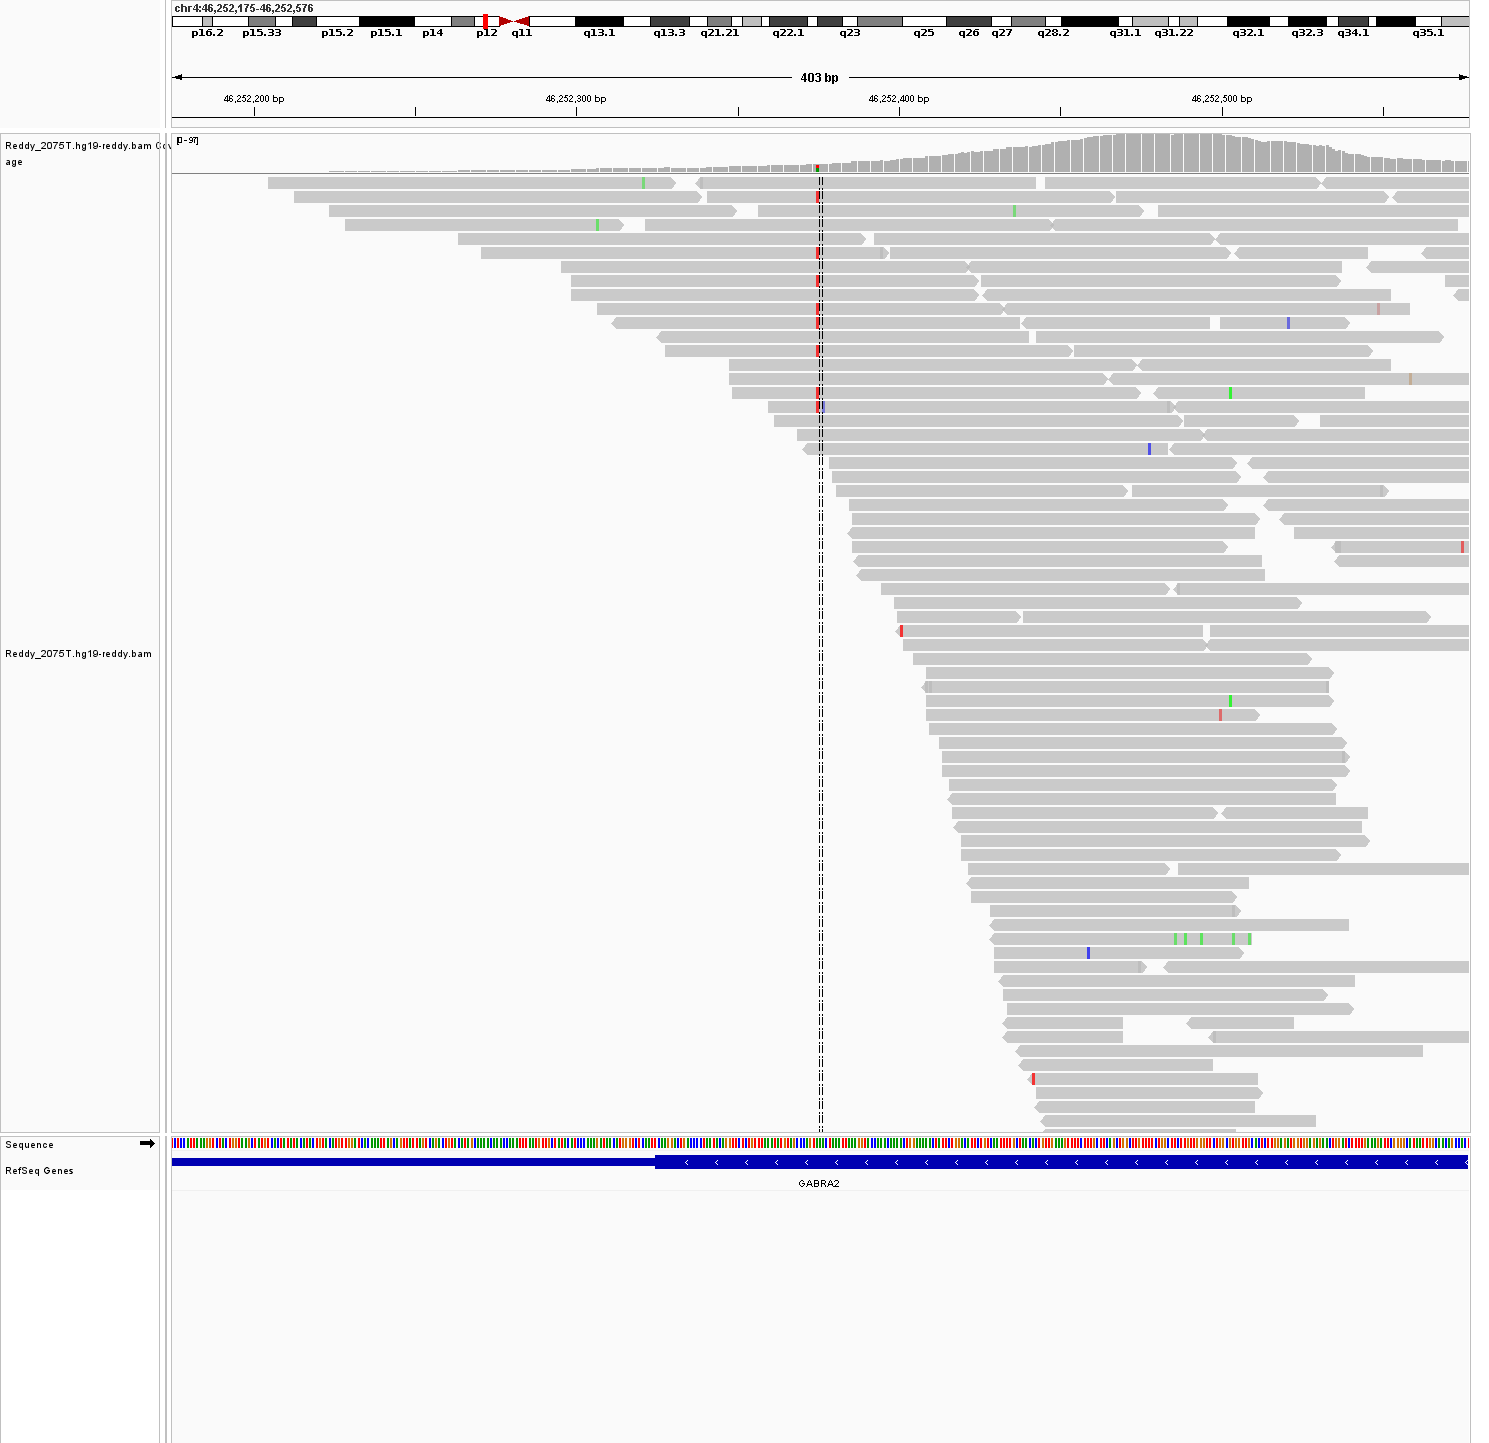 chr4:46,252,175-46,252,576
p16.2 p15.33 p15.2 p15.1 p14 p12 q11 q13.1 q13.3 q21.21 q22.1 q23 q25 q26 q27 q28.2 q31.1 q31.22 q32.1 q32.3 q34.1 q35.1
403 bp
46,252,200 bp 46,252,300 bp 46,252,400 bp 46,252,500 bp
[0 - 97]
Reddy_2075T.hg19-reddy.bam Cov
age
Reddy_2075T.hg19-reddy.bam
Sequence
RefSeq Genes
GABRA2